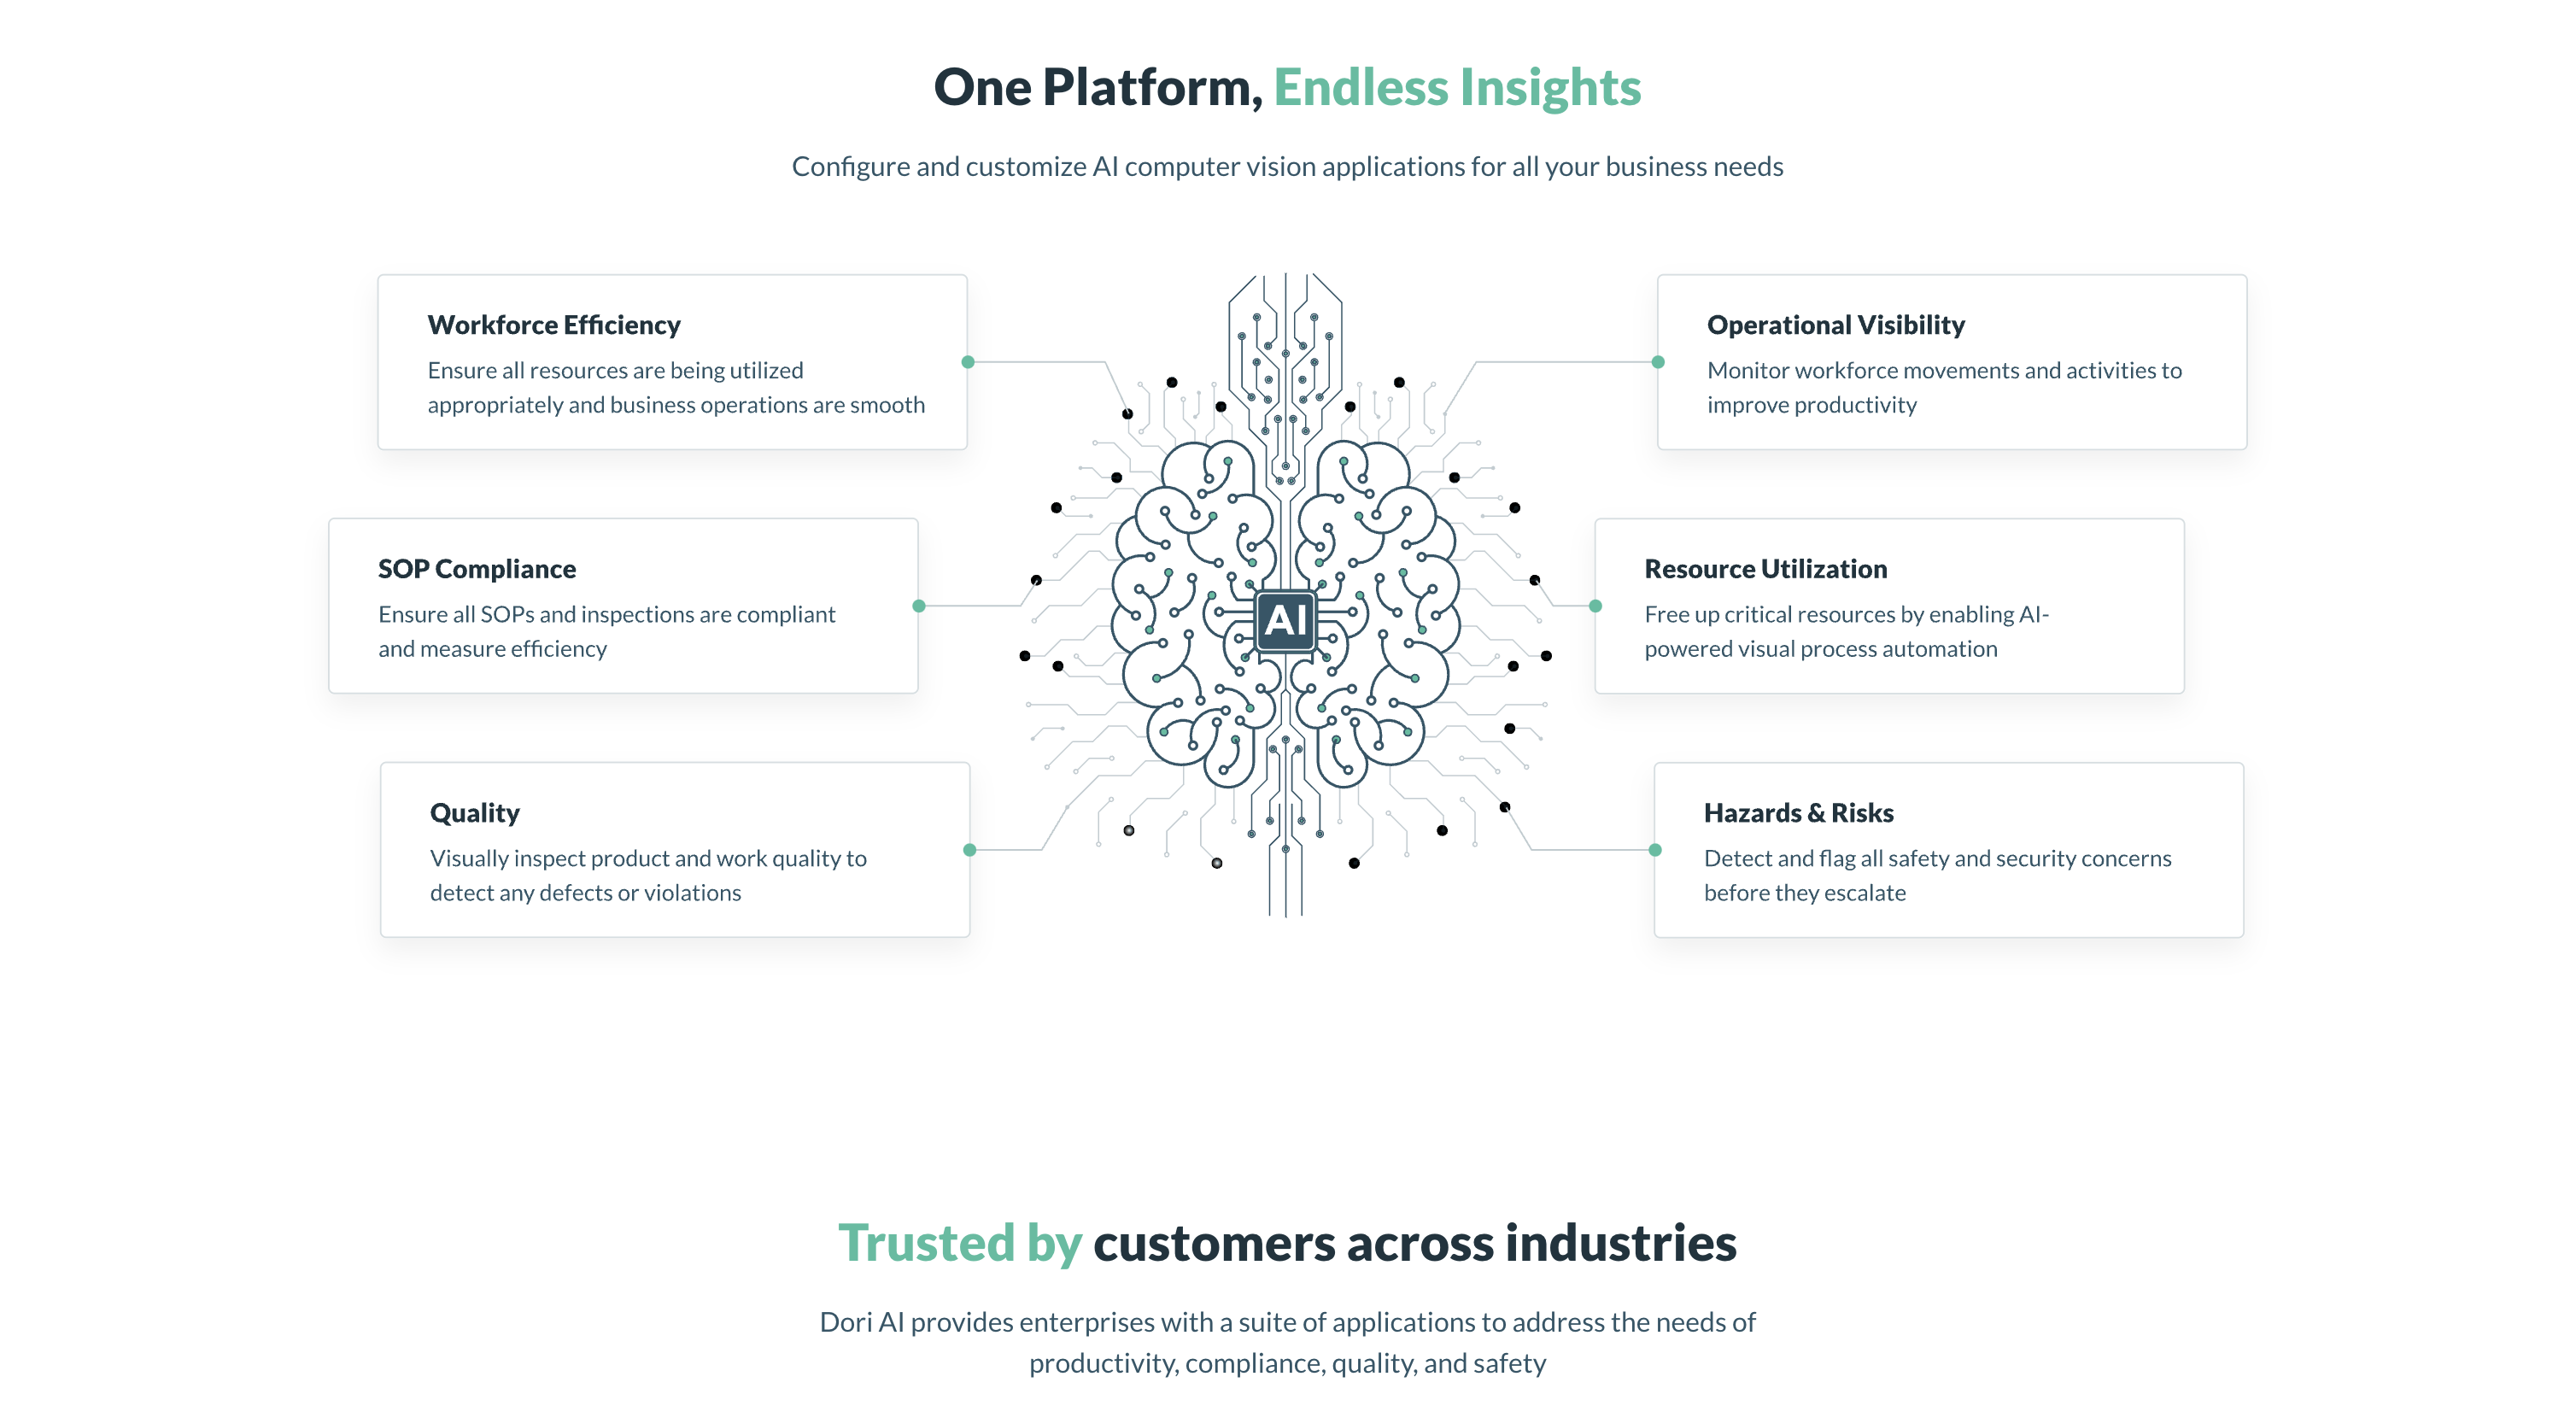 One Platform, Endless Insights
Configure and customize AI computer vision applications for all your business needs
Workforce Efficiency
Ensure all resources are being utilized
appropriately and business operations are smooth
SOP Compliance
Ensure all SOPs and inspections are compliant
and measure efficiency
Quality
Visually inspect product and work quality to
detect any defects or violations
AI
Operational Visibility
Monitor workforce movements and activities to
improve productivity
Resource Utilization
Free up critical resources by enabling AI-
powered visual process automation
Hazards & Risks
Detect and flag all safety and security concerns
before they escalate
Trusted by customers across industries
Dori AI provides enterprises with a suite of applications to address the needs of
productivity, compliance, quality, and safety